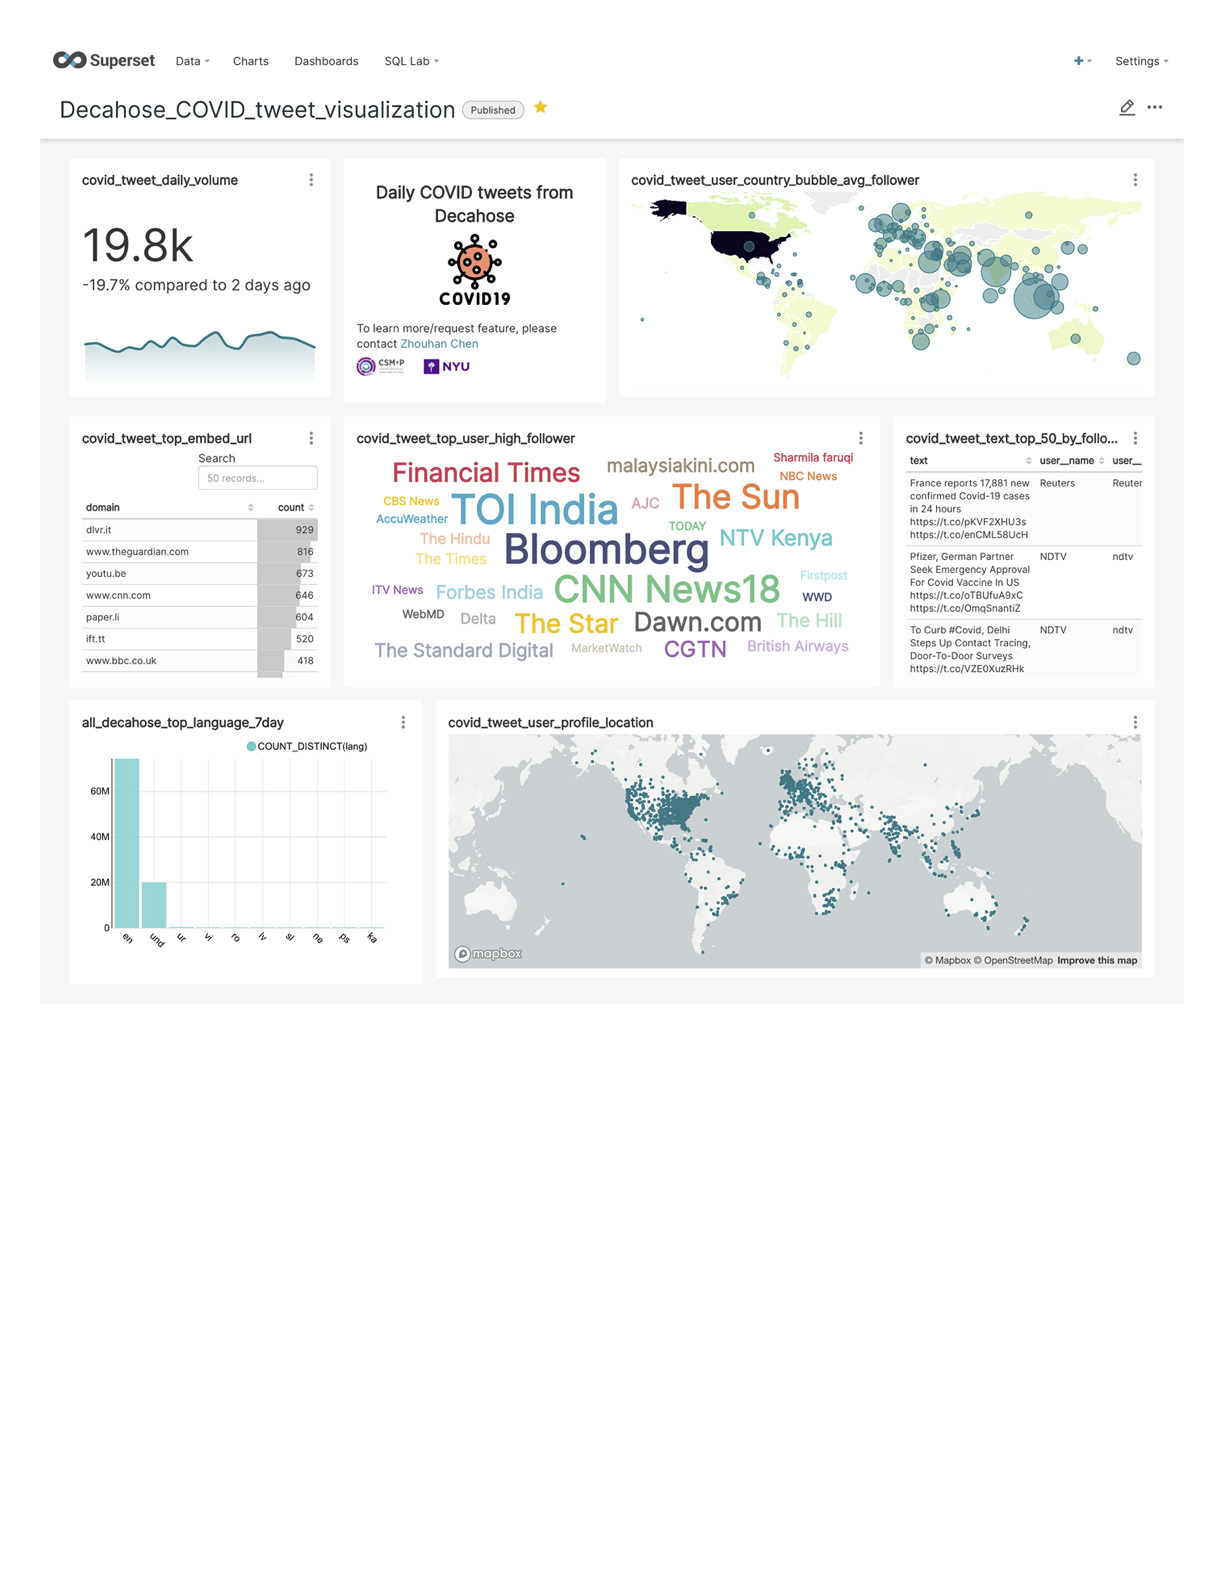 Superset
Data
Charts
Dashboards
SQL Lab
Settings
Decahose_COVID_tweet_visualization
Published
covid_tweet_daily_volume
19.8k
-19.7% compared to 2 days ago
Daily COVID tweets from
Decahose
COVID19
To learn more/request feature, please
contact Zhouhan Chen
CSMaP
NYU
covid_tweet_user_country_bubble_avg_follower
covid_tweet_top_embed_url
Search
50 records...
domain count
dlvr.it 929
www.theguardian.com 816
youtu.be 673
www.cnn.com 646
paper.li 604
ift.tt 520
www.bbc.co.uk 418
covid_tweet_top_user_high_follower
Financial Times
malaysiakini.com
Sharmila faruqi
NBC News
CBS News
TOI India
AJC
The Sun
AccuWeather
TODAY
The Hindu
Bloomberg
NTV Kenya
The Times
ITV News
Forbes India
CNN News18
Firstpost
WWD
WebMD
Delta
The Star
Dawn.com
The Hill
The Standard Digital
MarketWatch
CGTN
British Airways
covid_tweet_text_top_50_by_follo...
text user__name user__
France reports 17,881 new Reuters Reuter
confirmed Covid-19 cases
in 24 hours
https://t.co/pKVF2XHU3s
https://t.co/enCML58UcH
Pfizer, German Partner NDTV ndtv
Seek Emergency Approval
For Covid Vaccine In US
https://t.co/oTBUfuA9xC
https://t.co/OmqSnantiZ
To Curb #Covid, Delhi NDTV ndtv
Steps Up Contact Tracing,
Door-To-Door Surveys
https://t.co/VZE0XuzRHk
all_decahose_top_language_7day
COUNT_DISTINCT(lang)
60M
40M
20M
0
en
und
ur
vi
ro
lv
sl
ne
ps
ka
covid_tweet_user_profile_location
mapbox
© Mapbox © OpenStreetMap Improve this map